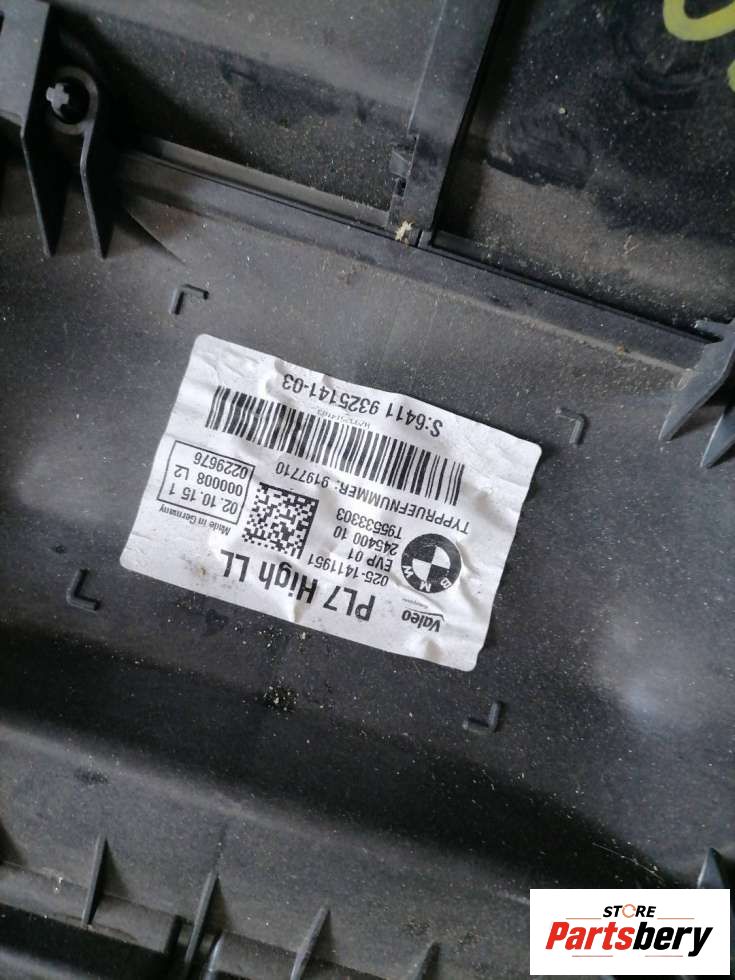 Valeo
PL7 High LL
025-1411951
EVP 01
245400 10
T95533303
BMW
Made in Germany
02.10.15 1
000008 L2
0229676
TYPPRUEFNUMMER: 9197710
S:6411 9325141-03
STORE
Partsbery